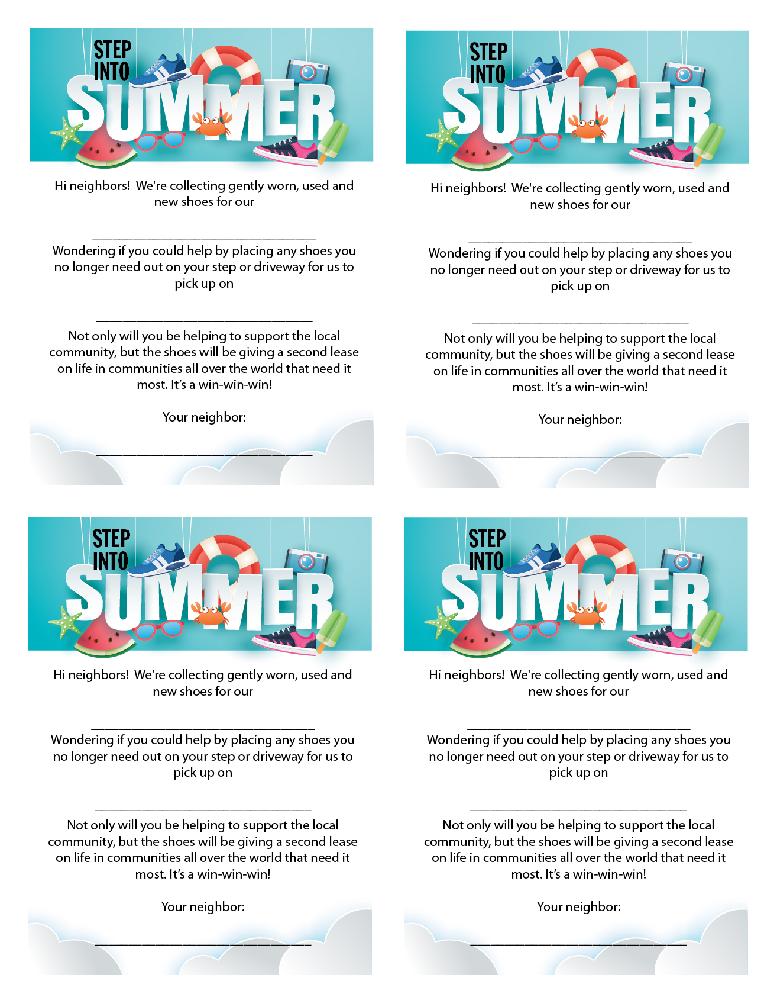 STEP
INTO
SUMMER
Hi neighbors!  We're collecting gently worn, used and
new shoes for our
_________________________________
Wondering if you could help by placing any shoes you
no longer need out on your step or driveway for us to
pick up on
________________________________
Not only will you be helping to support the local
community, but the shoes will be giving a second lease
on life in communities all over the world that need it
most. It’s a win-win-win!
Your neighbor:
________________________________
STEP
INTO
SUMMER
Hi neighbors!  We're collecting gently worn, used and
new shoes for our
_________________________________
Wondering if you could help by placing any shoes you
no longer need out on your step or driveway for us to
pick up on
________________________________
Not only will you be helping to support the local
community, but the shoes will be giving a second lease
on life in communities all over the world that need it
most. It’s a win-win-win!
Your neighbor:
________________________________
STEP
INTO
SUMMER
Hi neighbors!  We're collecting gently worn, used and
new shoes for our
_________________________________
Wondering if you could help by placing any shoes you
no longer need out on your step or driveway for us to
pick up on
________________________________
Not only will you be helping to support the local
community, but the shoes will be giving a second lease
on life in communities all over the world that need it
most. It’s a win-win-win!
Your neighbor:
________________________________
STEP
INTO
SUMMER
Hi neighbors!  We're collecting gently worn, used and
new shoes for our
_________________________________
Wondering if you could help by placing any shoes you
no longer need out on your step or driveway for us to
pick up on
________________________________
Not only will you be helping to support the local
community, but the shoes will be giving a second lease
on life in communities all over the world that need it
most. It’s a win-win-win!
Your neighbor:
________________________________